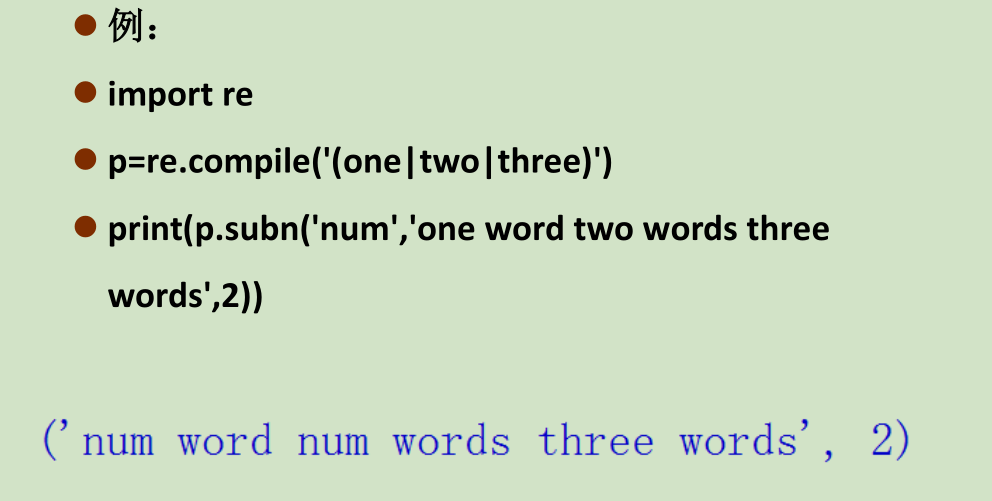 例：
import re
p=re.compile('(one|two|three)')
print(p.subn('num','one word two words three
words',2))
('num word num words three words', 2)